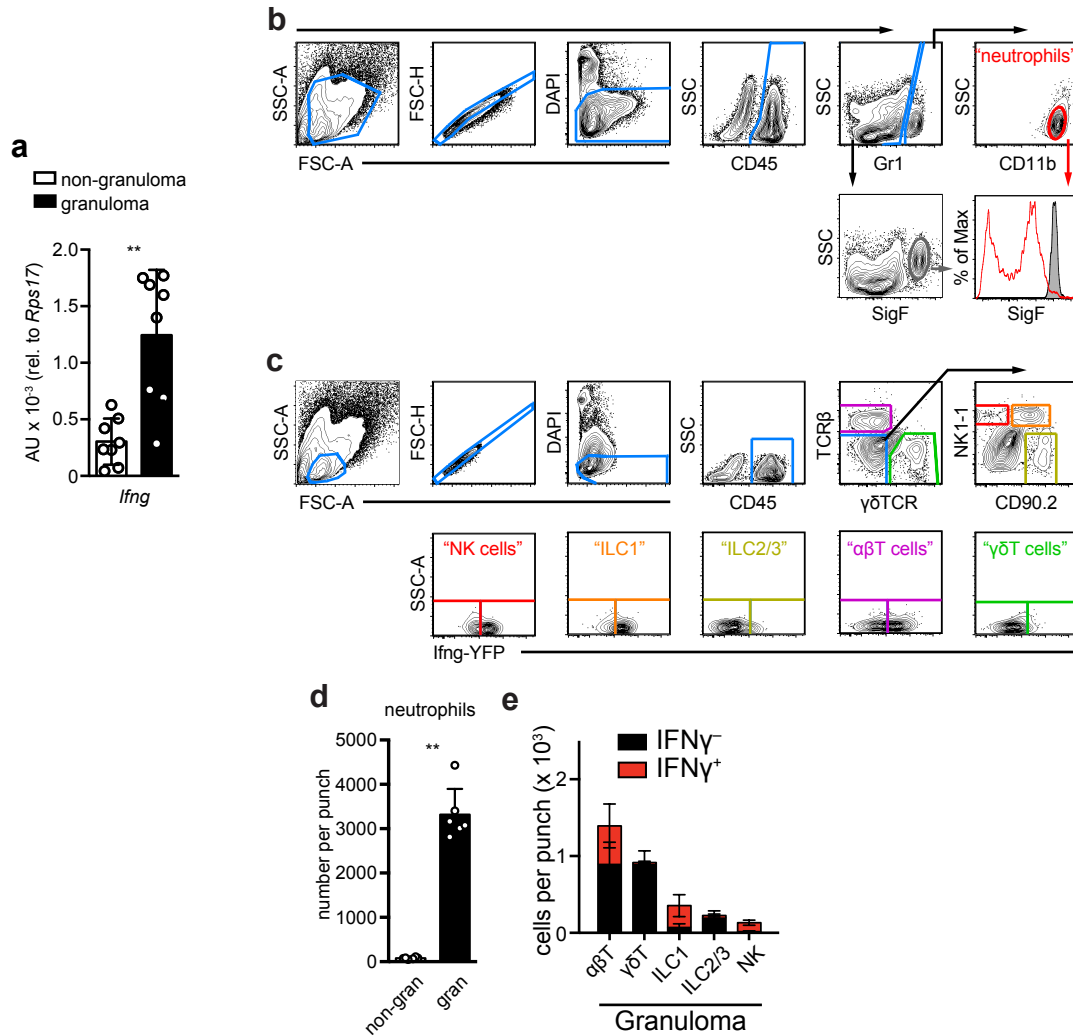 a
non-granuloma
granuloma
**
2.0
1.5
1.0
0.5
0
AU x 10⁻³ (rel. to Rps17)
Ifng
b
SSC-A
FSC-H
DAPI
SSC
SSC
SSC
"neutrophils"
FSC-A
CD45
Gr1
CD11b
SSC
% of Max
SigF
SigF
c
SSC-A
FSC-H
DAPI
SSC
TCRβ
NK1-1
FSC-A
CD45
γδTCR
CD90.2
SSC-A
"NK cells"
"ILC1"
"ILC2/3"
"αβT cells"
"γδT cells"
Ifng-YFP
d
neutrophils
**
5000
4000
3000
2000
1000
0
number per punch
non-gran
gran
e
IFNγ⁻
IFNγ⁺
2
1
0
cells per punch (x 10³)
αβT
γδT
ILC1
ILC2/3
NK
Granuloma